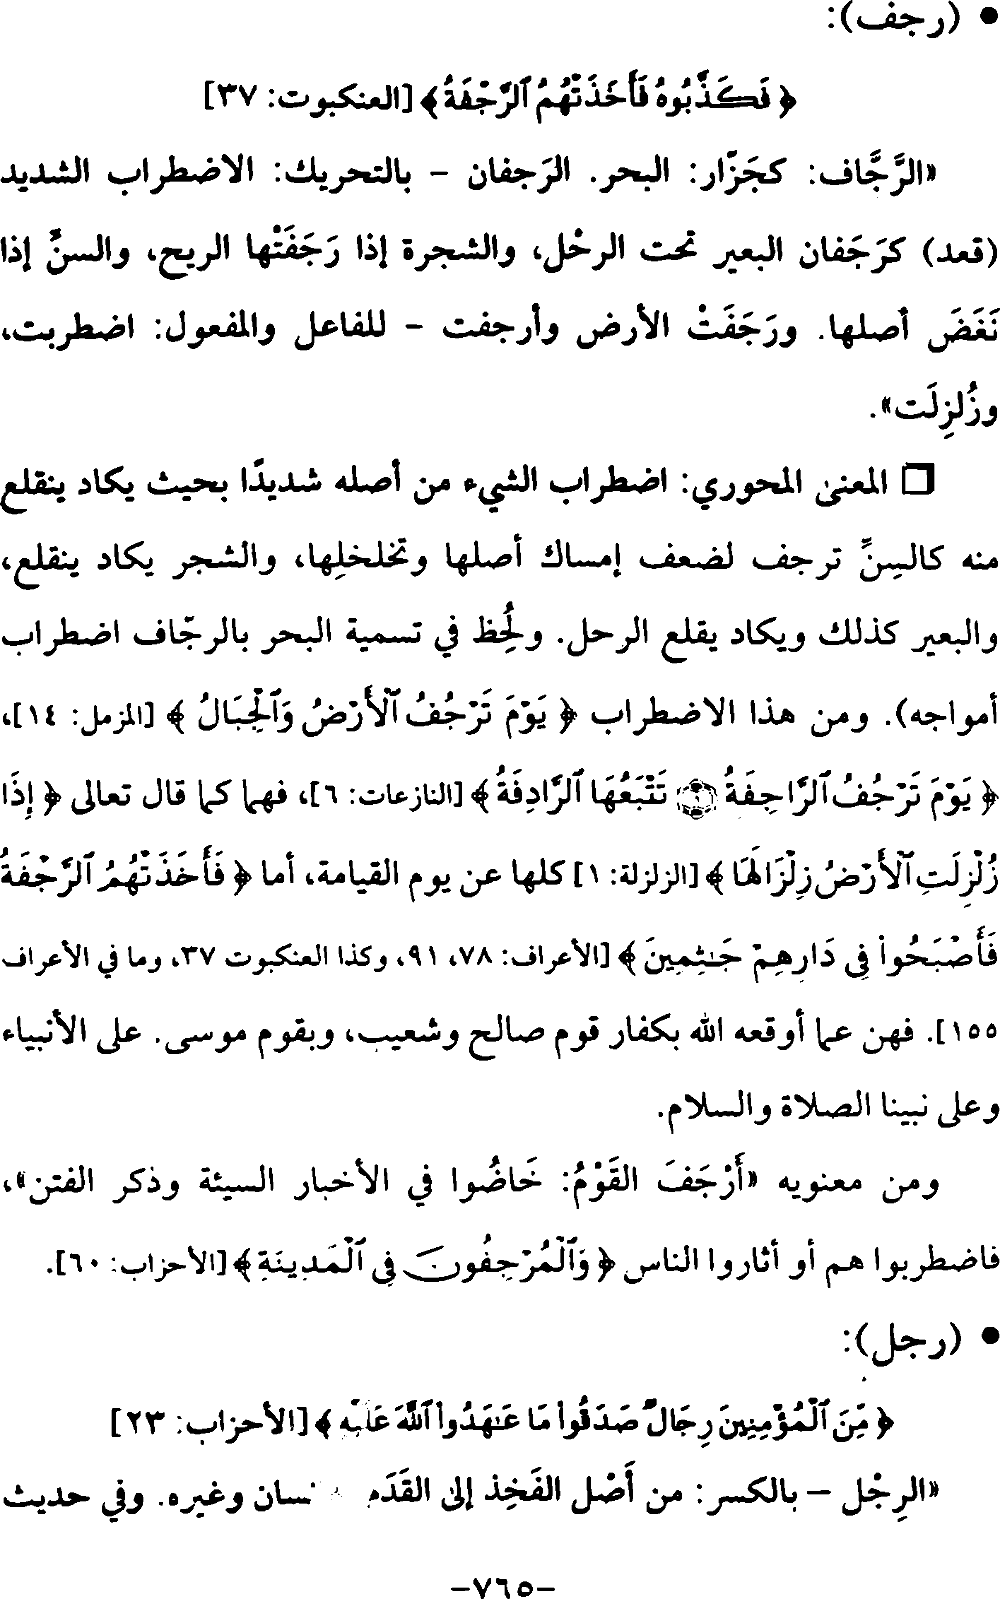 • (رجف):
﴿فَكَذَّبُوهُ فَأَخَذَتْهُمُ ٱلرَّجْفَةُ﴾ [العنكبوت: ٣٧]
«الرَّجَّاف: كجَزّار: البحر. الرَجفان - بالتحريك: الاضطراب الشديد
(قعد) كرَجَفان البعير تحت الرحْل، والشجرة إذا رَجَفَتْها الريح، والسنِّ إذا
نَغَضَ أصلها. ورَجَفَتْ الأرض وأرجفت - للفاعل والمفعول: اضطربت،
وزُلزِلَت».
❑ المعنى المحوري: اضطراب الشيء من أصله شديدًا بحيث يكاد ينقلع
منه كالسِنِّ ترجف لضعف إمساك أصلها وتخلخلِها، والشجر يكاد ينقلع،
والبعير كذلك ويكاد يقلع الرحل. ولُحِظ في تسمية البحر بالرجّاف اضطراب
أمواجه). ومن هذا الاضطراب ﴿يَوْمَ تَرْجُفُ ٱلْأَرْضُ وَٱلْجِبَالُ﴾ [المزمل: ١٤]،
﴿يَوْمَ تَرْجُفُ ٱلرَّاجِفَةُ ۝ تَتْبَعُهَا ٱلرَّادِفَةُ﴾ [النازعات: ٦]، فهما كما قال تعالى ﴿إِذَا
زُلْزِلَتِ ٱلْأَرْضُ زِلْزَالَهَا﴾ [الزلزلة: ١] كلها عن يوم القيامة، أما ﴿فَأَخَذَتْهُمُ ٱلرَّجْفَةُ
فَأَصْبَحُوا۟ فِى دَارِهِمْ جَٰثِمِينَ﴾ [الأعراف: ٧٨، ٩١، وكذا العنكبوت ٣٧، وما في الأعراف
١٥٥]. فهن عما أوقعه الله بكفار قوم صالح وشعيب، وبقوم موسى. على الأنبياء
وعلى نبينا الصلاة والسلام.
ومن معنويه «أَرْجَفَ القَوْمُ: خَاضُوا في الأخبار السيئة وذكر الفتن»،
فاضطربوا هم أو أثاروا الناس ﴿وَٱلْمُرْجِفُونَ فِى ٱلْمَدِينَةِ﴾ [الأحزاب: ٦٠].
• (رجل):
﴿مِّنَ ٱلْمُؤْمِنِينَ رِجَالٌ صَدَقُوا۟ مَا عَٰهَدُوا۟ ٱللَّهَ عَلَيْهِ﴾ [الأحزاب: ٢٣]
«الرِجْل – بالكسر: من أَصْل الفَخِذ إلى القَدَم نسان وغيره. وفي حديث
-٧٦٥-